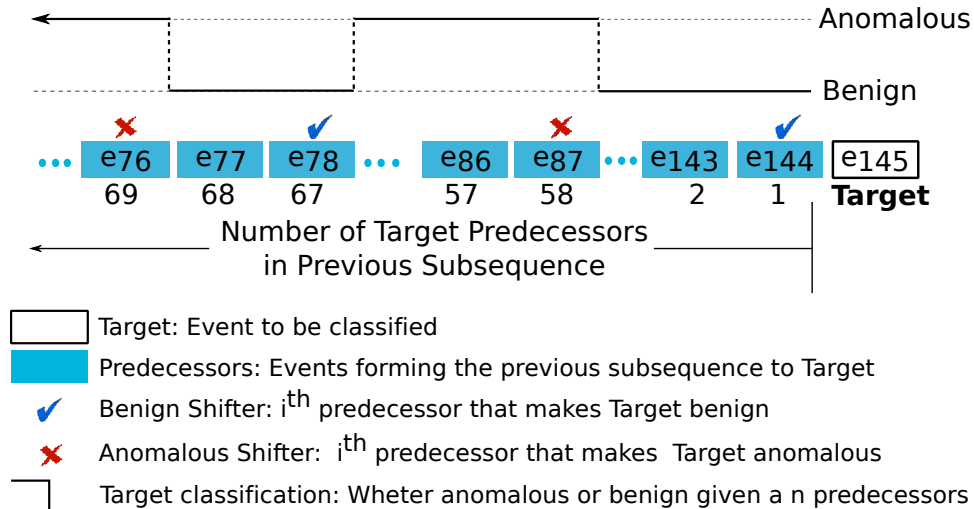 Anomalous
Benign
e76 e77 e78 e86 e87 e143 e144 e145
69 68 67 57 58 2 1 Target
Number of Target Predecessors
in Previous Subsequence
Target: Event to be classified
Predecessors: Events forming the previous subsequence to Target
Benign Shifter: ith predecessor that makes Target benign
Anomalous Shifter: ith predecessor that makes Target anomalous
Target classification: Wheter anomalous or benign given a n predecessors